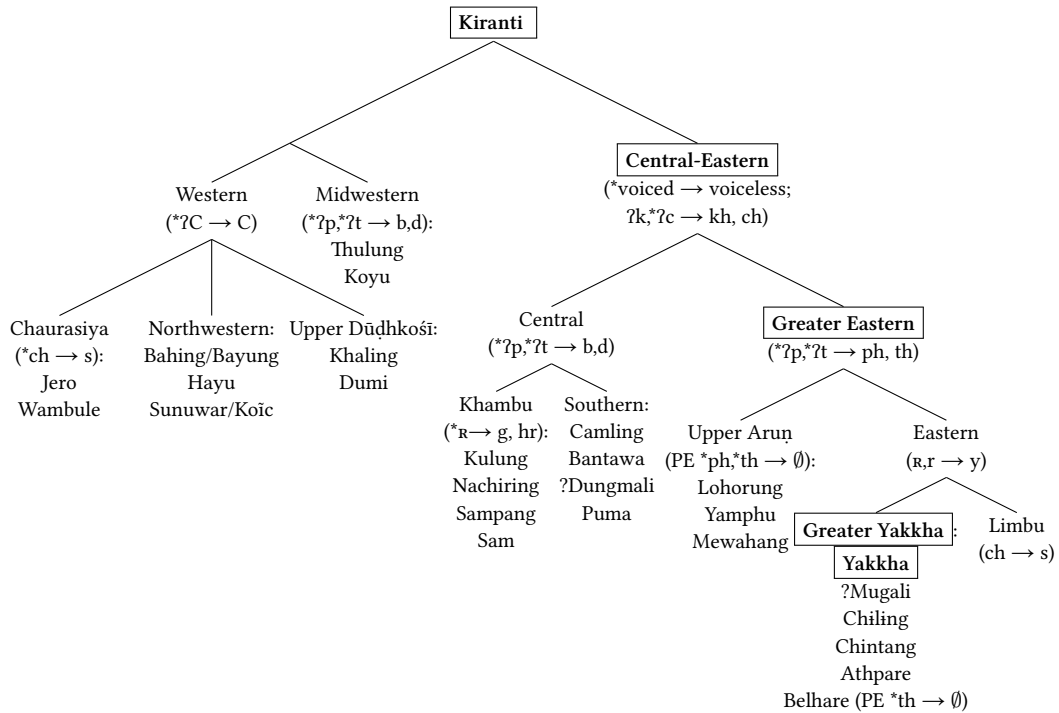 Kiranti
Central-Eastern
(*voiced → voiceless;
ʔk,*ʔc → kh, ch)
Western
(*ʔC → C)
Midwestern
(*ʔp,*ʔt → b,d):
Thulung
Koyu
Chaurasiya
(*ch → s):
Jero
Wambule
Northwestern:
Bahing/Bayung
Hayu
Sunuwar/Koĩc
Upper Dūḍhkośī:
Khaling
Dumi
Central
(*ʔp,*ʔt → b,d)
Greater Eastern
(*ʔp,*ʔt → ph, th)
Khambu
(*ʀ→ g, hr):
Kulung
Nachiring
Sampang
Sam
Southern:
Camling
Bantawa
?Dungmali
Puma
Upper Aruṇ
(PE *ph,*th → ∅):
Lohorung
Yamphu
Mewahang
Eastern
(ʀ,r → y)
Greater Yakkha :
Yakkha
?Mugali
Chɨlɨng
Chintang
Athpare
Belhare (PE *th → ∅)
Limbu
(ch → s)